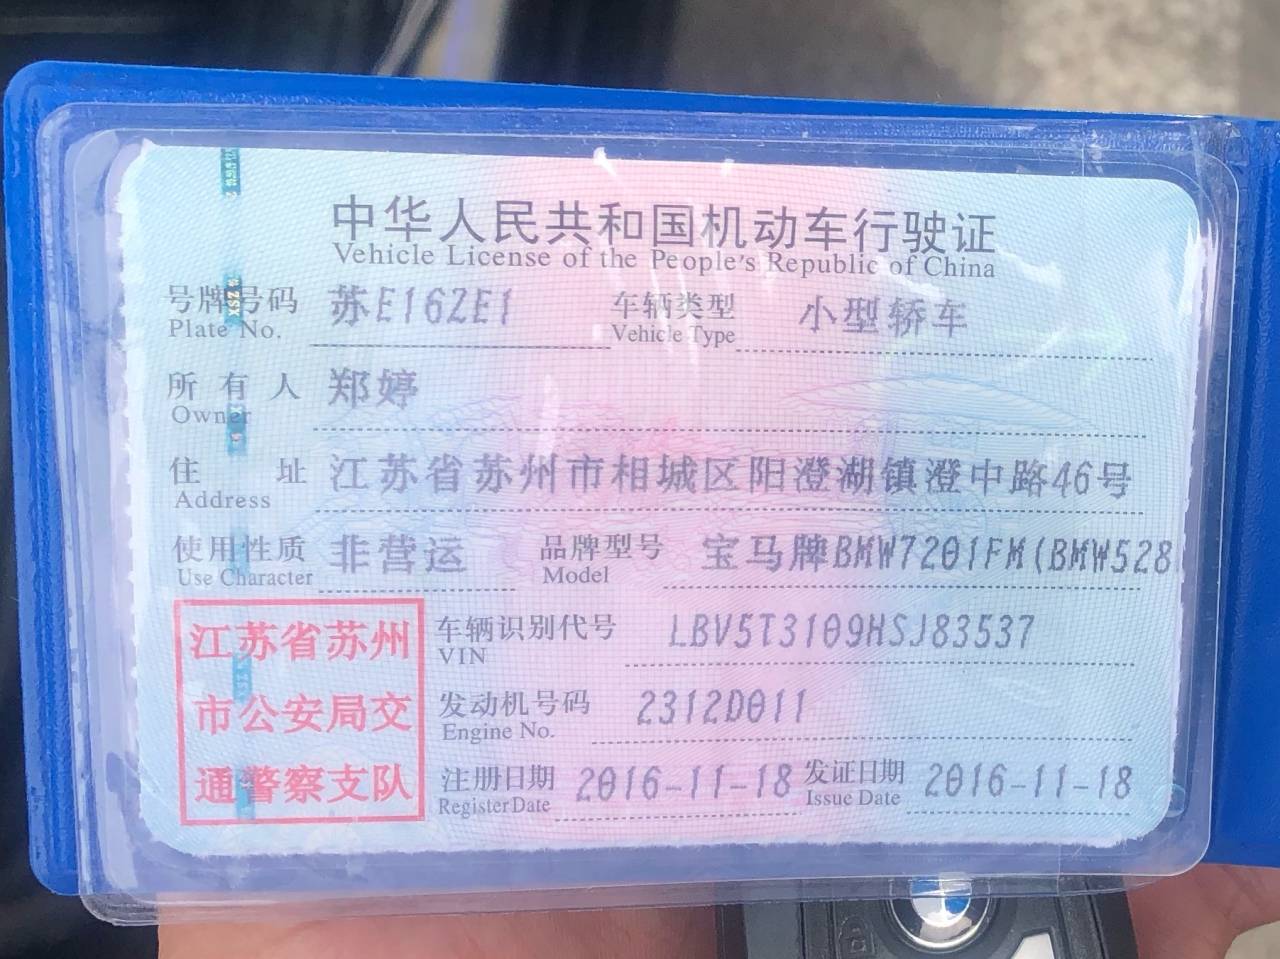 中华人民共和国机动车行驶证
Vehicle License of the People's Republic of China
号牌号码 苏E16ZE1 车辆类型 小型轿车
Plate No. Vehicle Type
所有人 郑婷
Owner
住址 江苏省苏州市相城区阳澄湖镇澄中路46号
Address
使用性质 非营运 品牌型号 宝马牌BMW7201FM(BMW528
Use Character Model
江苏省苏州
市公安局交
通警察支队
车辆识别代号 LBV5T3109HSJ83537
VIN
发动机号码 2312D011
Engine No.
注册日期 2016-11-18 发证日期 2016-11-18
Register Date Issue Date